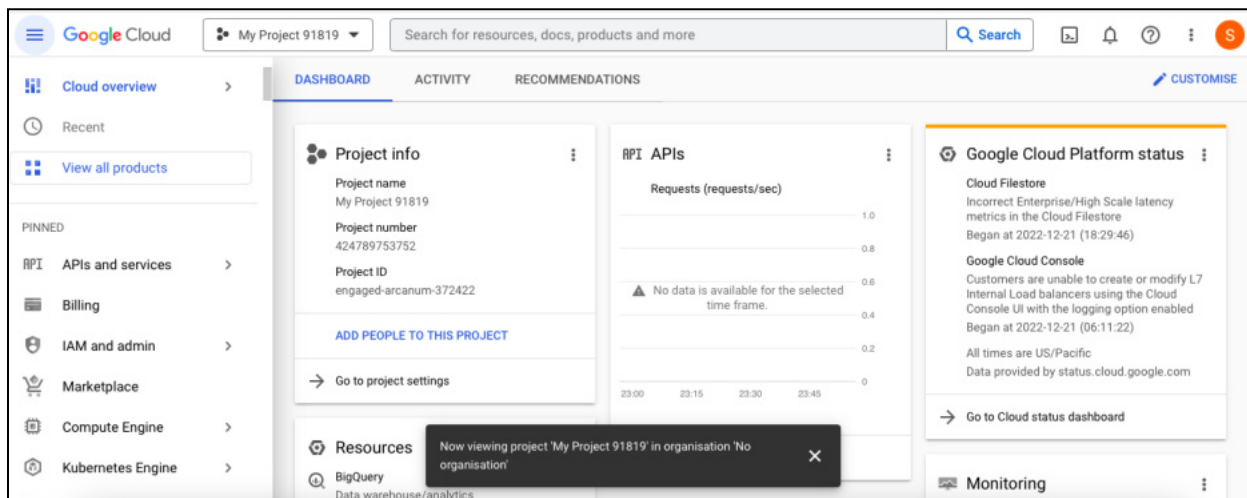 Google Cloud
My Project 91819
Search for resources, docs, products and more
Search
S
Cloud overview
Recent
View all products
PINNED
API APIs and services
Billing
IAM and admin
Marketplace
Compute Engine
Kubernetes Engine
DASHBOARD ACTIVITY RECOMMENDATIONS
CUSTOMISE
Project info
Project name
My Project 91819
Project number
424789753752
Project ID
engaged-arcanum-372422
ADD PEOPLE TO THIS PROJECT
Go to project settings
Resources
BigQuery
Data warehouse/analytics
API APIs
Requests (requests/sec)
1.0
0.8
0.6
0.4
0.2
0
No data is available for the selected
time frame.
23:00 23:15 23:30 23:45
Google Cloud Platform status
Cloud Filestore
Incorrect Enterprise/High Scale latency
metrics in the Cloud Filestore
Began at 2022-12-21 (18:29:46)
Google Cloud Console
Customers are unable to create or modify L7
Internal Load balancers using the Cloud
Console UI with the logging option enabled
Began at 2022-12-21 (06:11:22)
All times are US/Pacific
Data provided by status.cloud.google.com
Go to Cloud status dashboard
Monitoring
Now viewing project 'My Project 91819' in organisation 'No
organisation'